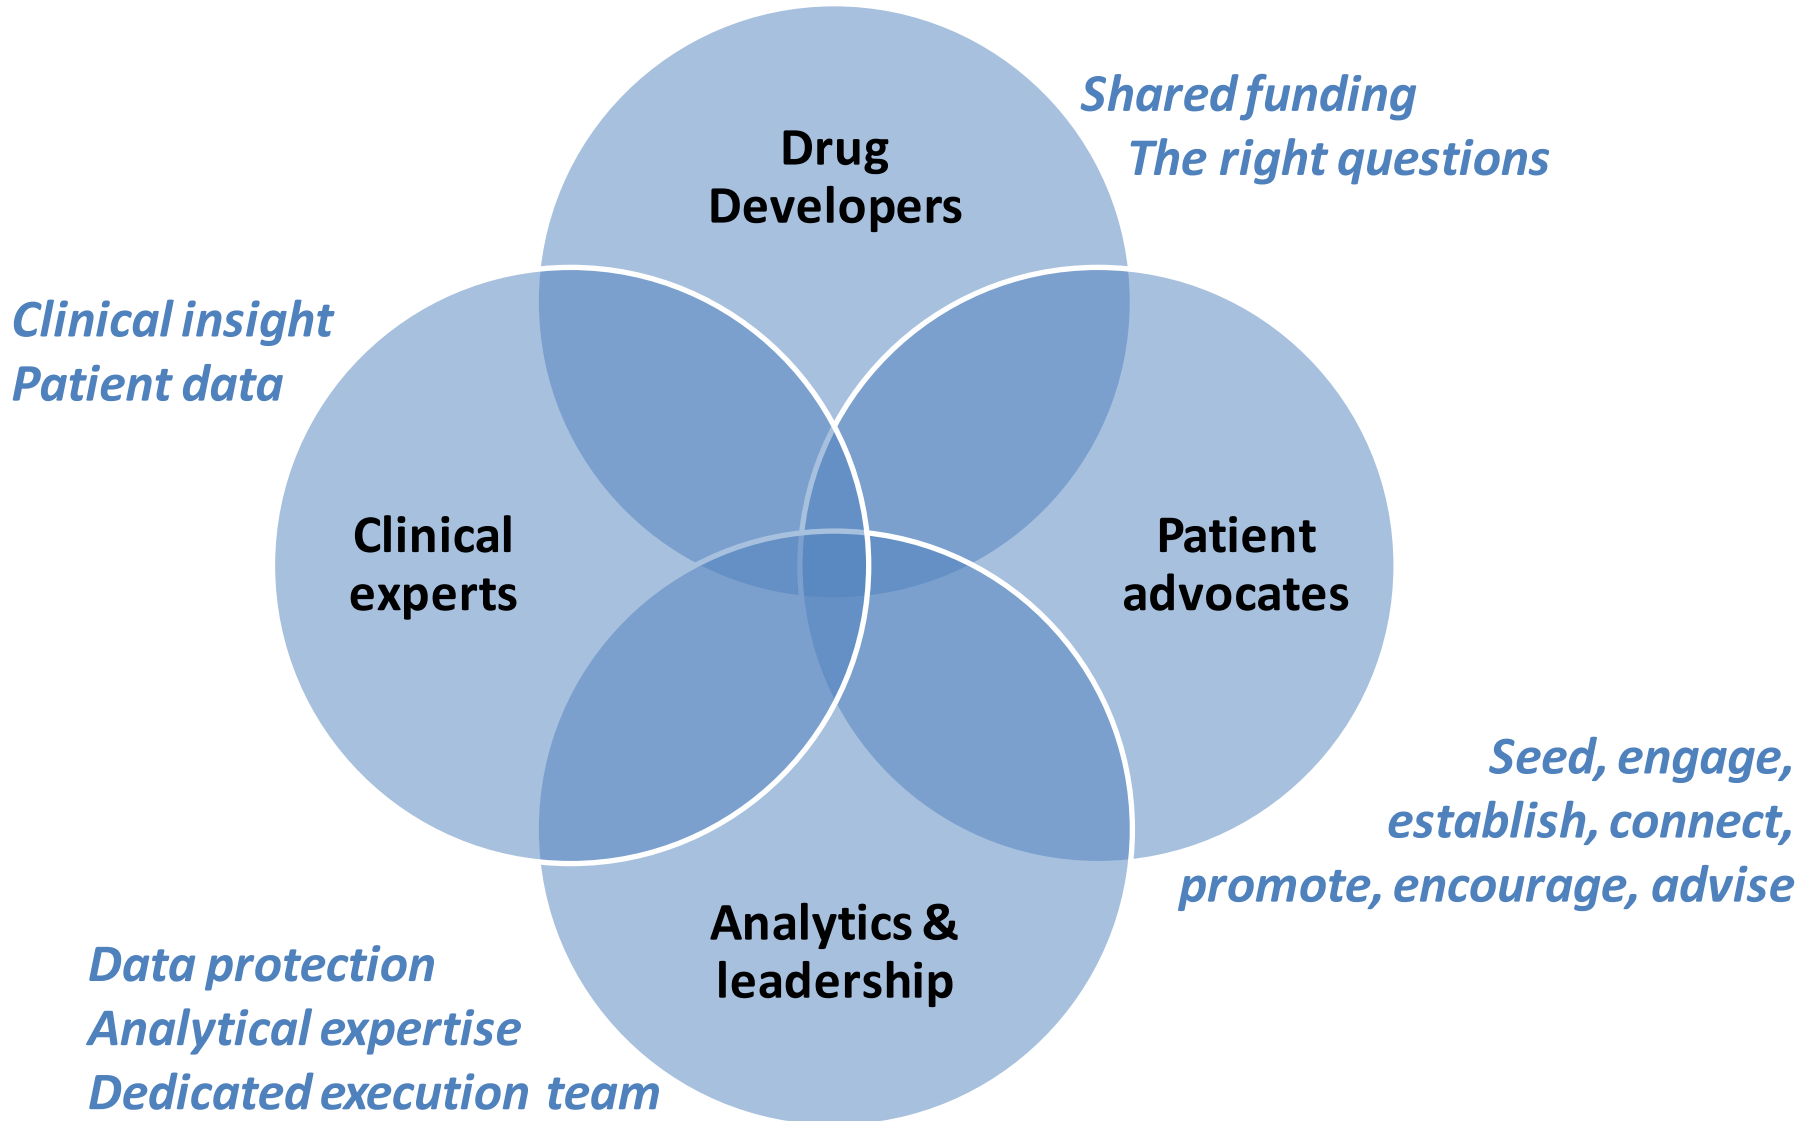 Drug
Developers
Shared funding
The right questions
Clinical insight
Patient data
Clinical
experts
Patient
advocates
Seed, engage,
establish, connect,
promote, encourage, advise
Analytics &
leadership
Data protection
Analytical expertise
Dedicated execution team